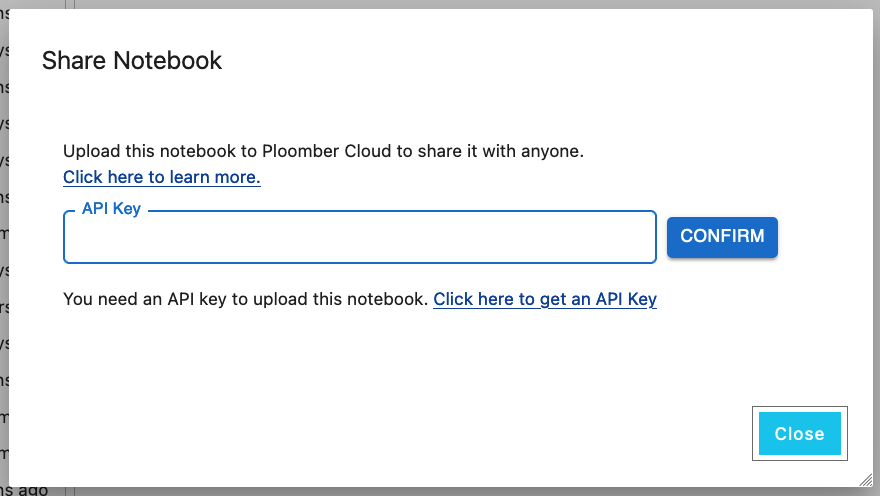 Share Notebook
Upload this notebook to Ploomber Cloud to share it with anyone.
Click here to learn more.
API Key
CONFIRM
You need an API key to upload this notebook. Click here to get an API Key
Close
ago